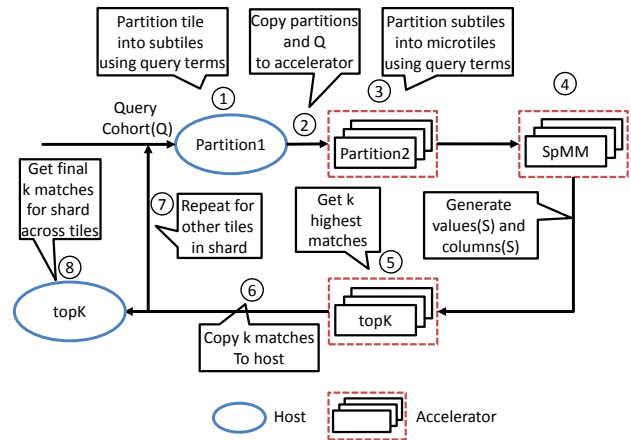 Partition tile
into subtiles
using query terms
Copy partitions
and Q
to accelerator
Partition subtiles
into microtiles
using query terms
1
2
3
4
Query
Cohort(Q)
Partition1
Partition2
SpMM
Get final
k matches
for shard
across tiles
7
Repeat for
other tiles
in shard
Get k
highest
matches
Generate
values(S) and
columns(S)
8
6
5
topK
topK
Copy k matches
To host
Host
Accelerator